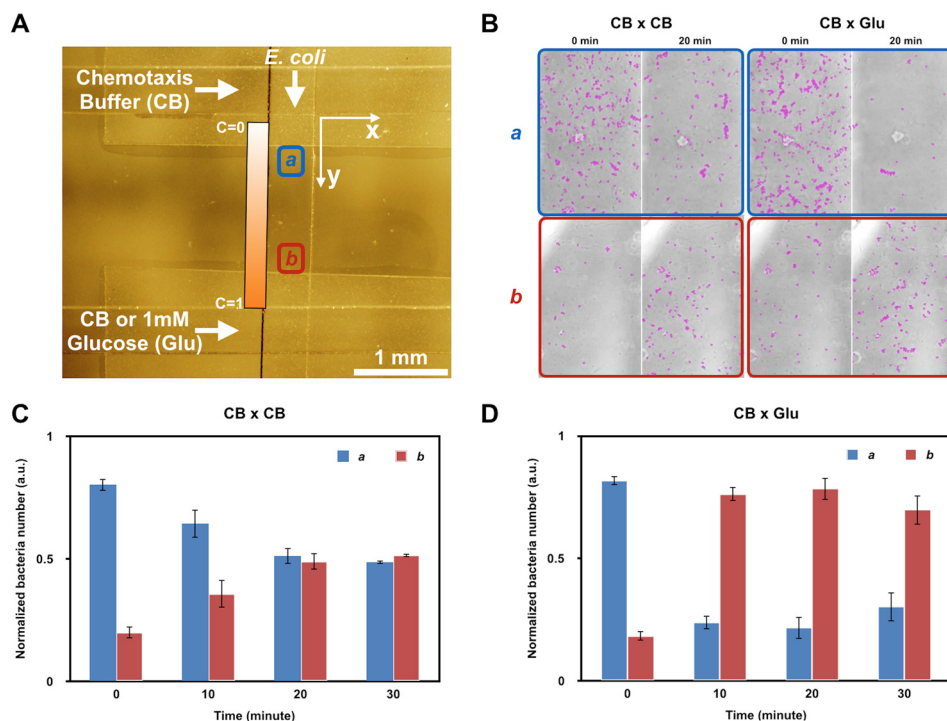 A
Chemotaxis
Buffer (CB)
E. coli
C=0
x
a
y
b
C=1
CB or 1mM
Glucose (Glu)
1 mm
B
CB x CB
CB x Glu
0 min
20 min
0 min
20 min
a
b
C
CB x CB
Normalized bacteria number (a.u.)
1
0.5
0
a
b
0
10
20
30
Time (minute)
D
CB x Glu
Normalized bacteria number (a.u.)
1
0.5
0
a
b
0
10
20
30
Time (minute)